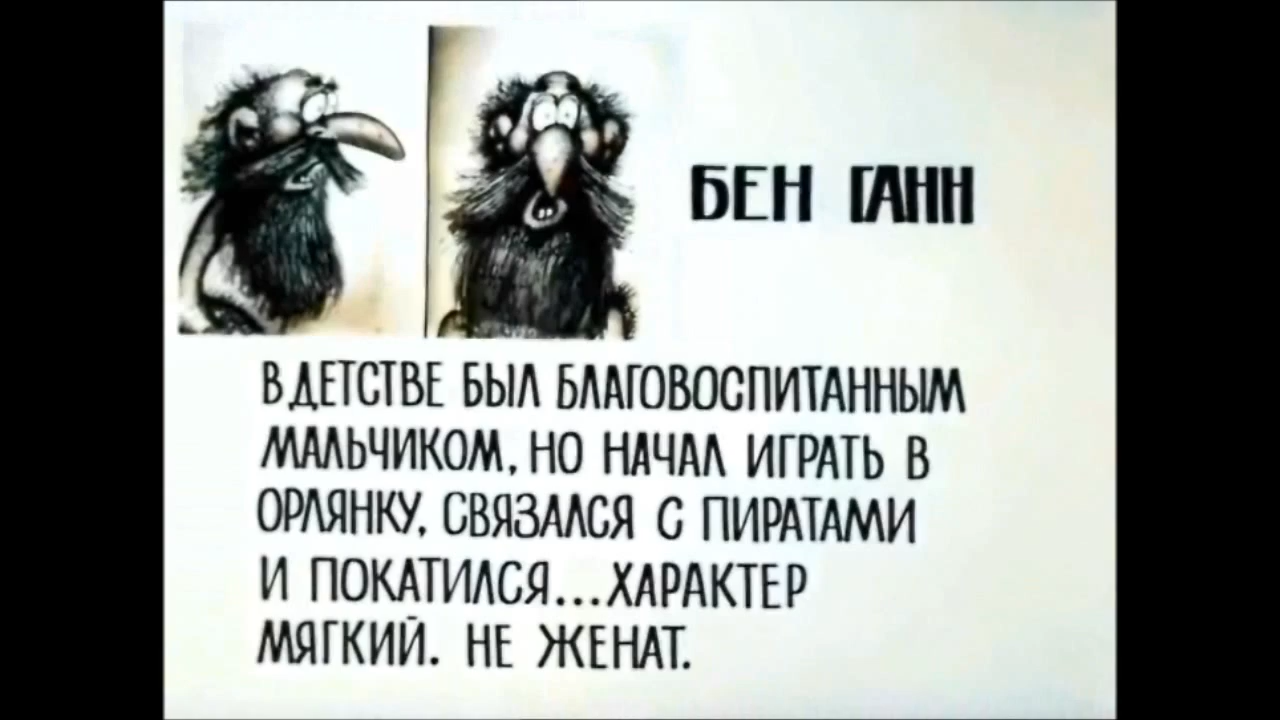 БЕН ГАНН
В ДЕТСТВЕ БЫЛ БЛАГОВОСПИТАННЫМ
МАЛЬЧИКОМ, НО НАЧАЛ ИГРАТЬ В
ОРЛЯНКУ, СВЯЗАЛСЯ С ПИРАТАМИ
И ПОКАТИЛСЯ...ХАРАКТЕР
МЯГКИЙ. НЕ ЖЕНАТ.